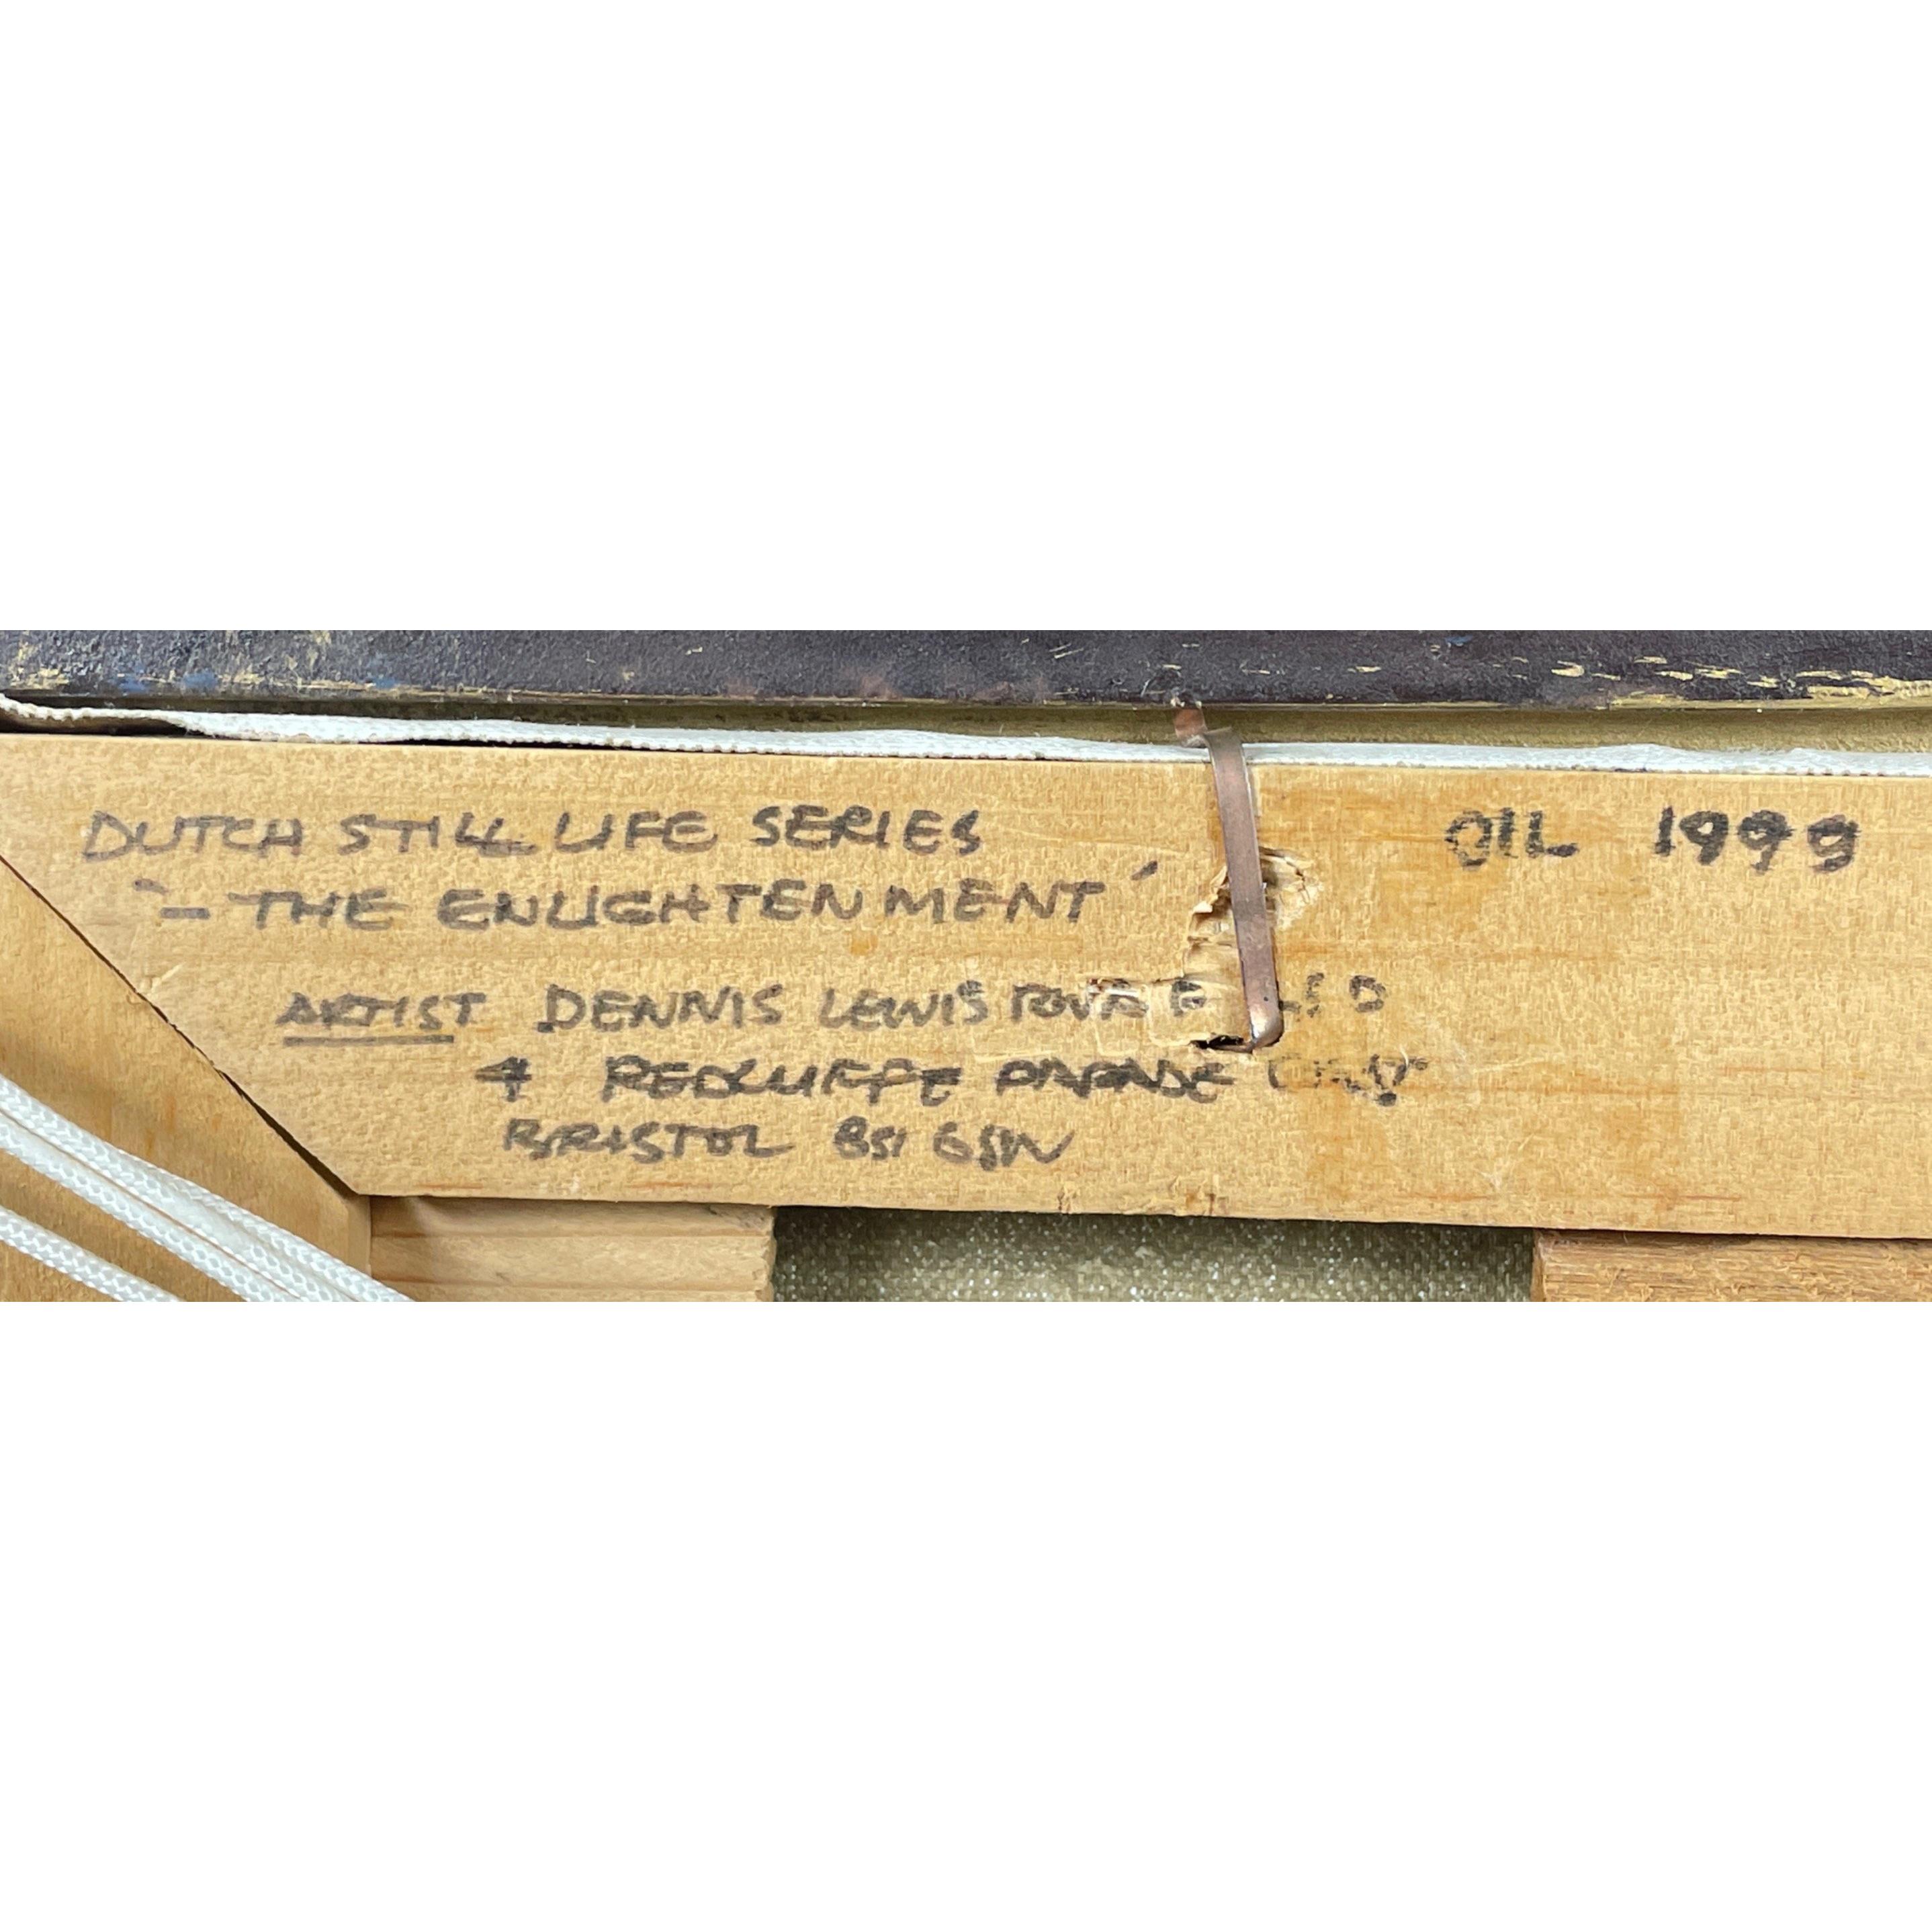 DUTCH STILL LIFE SERIES OIL 1999
'- THE ENLIGHTENMENT'
ARTIST DENNIS LEWIS
4 REDCLIFFE PARADE
BRISTOL BS1 6SW